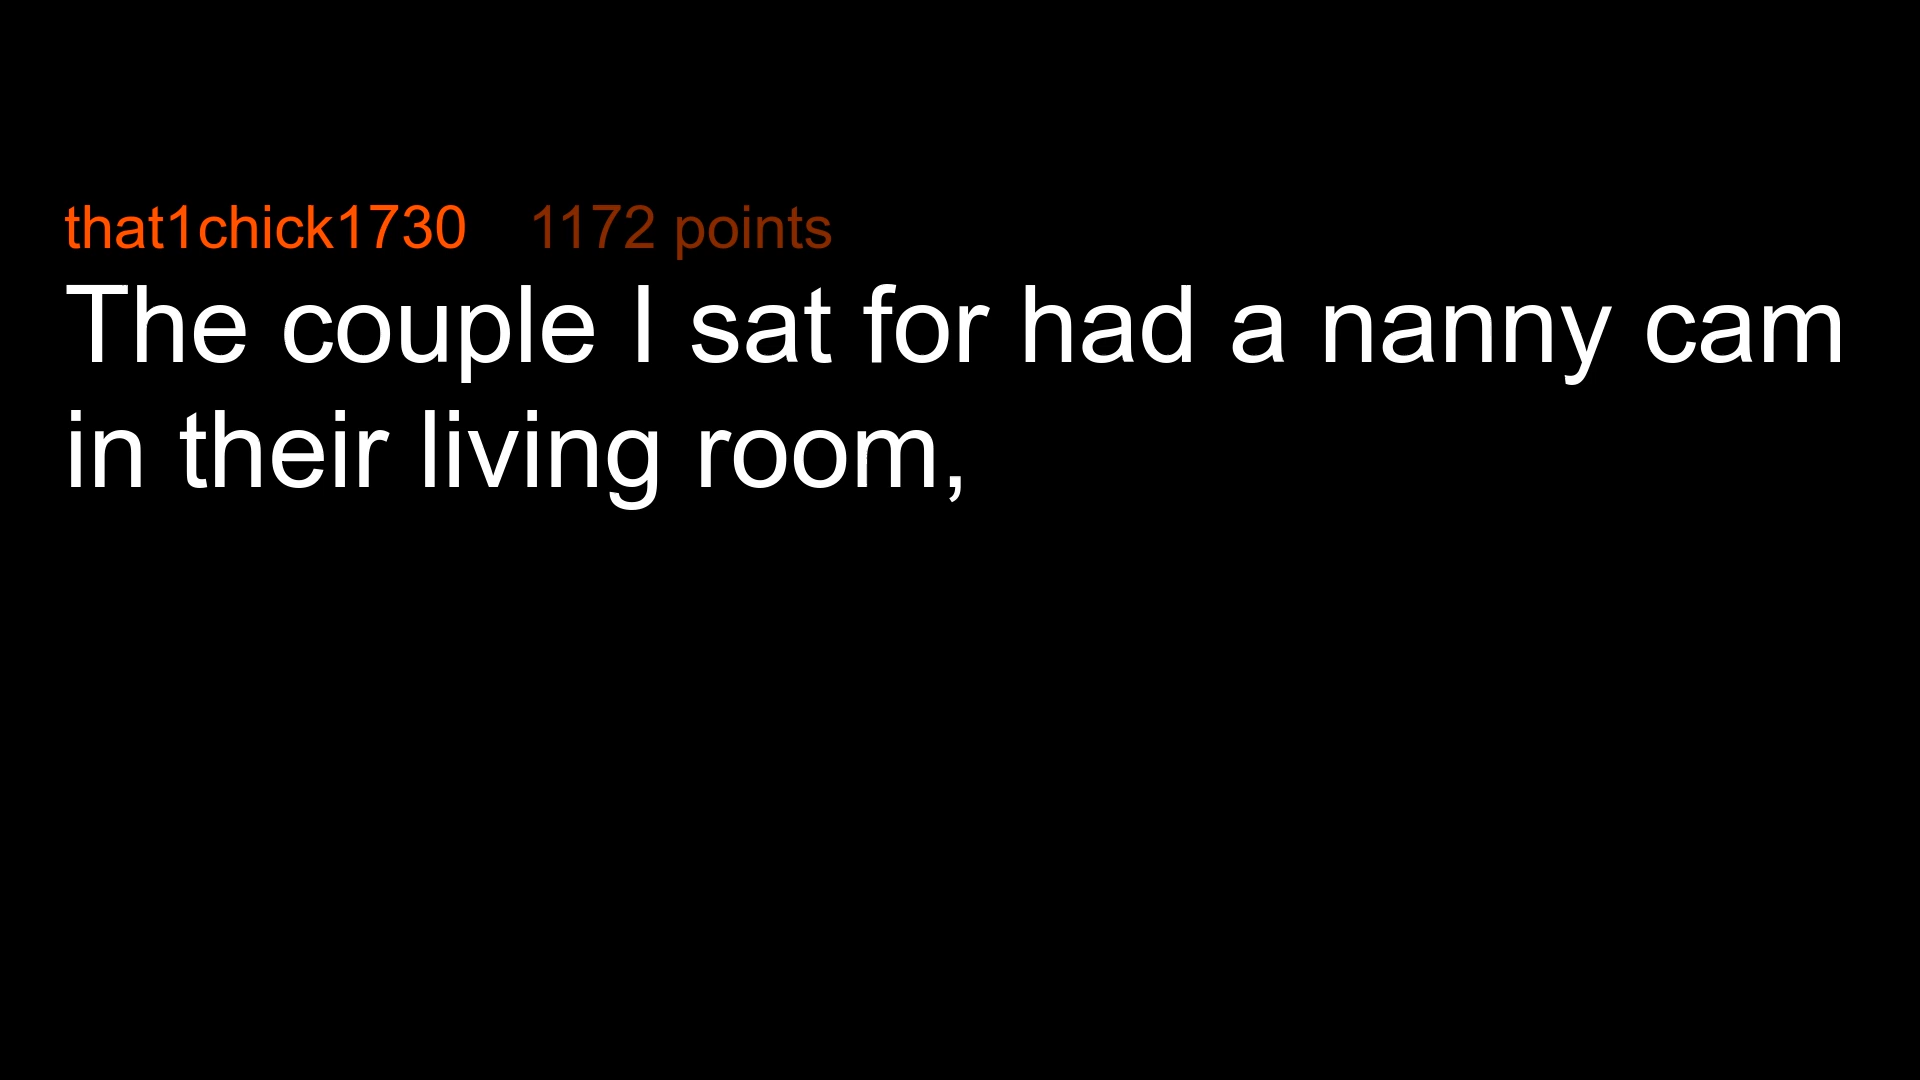 that1chick1730 1172 points
The couple I sat for had a nanny cam
in their living room,